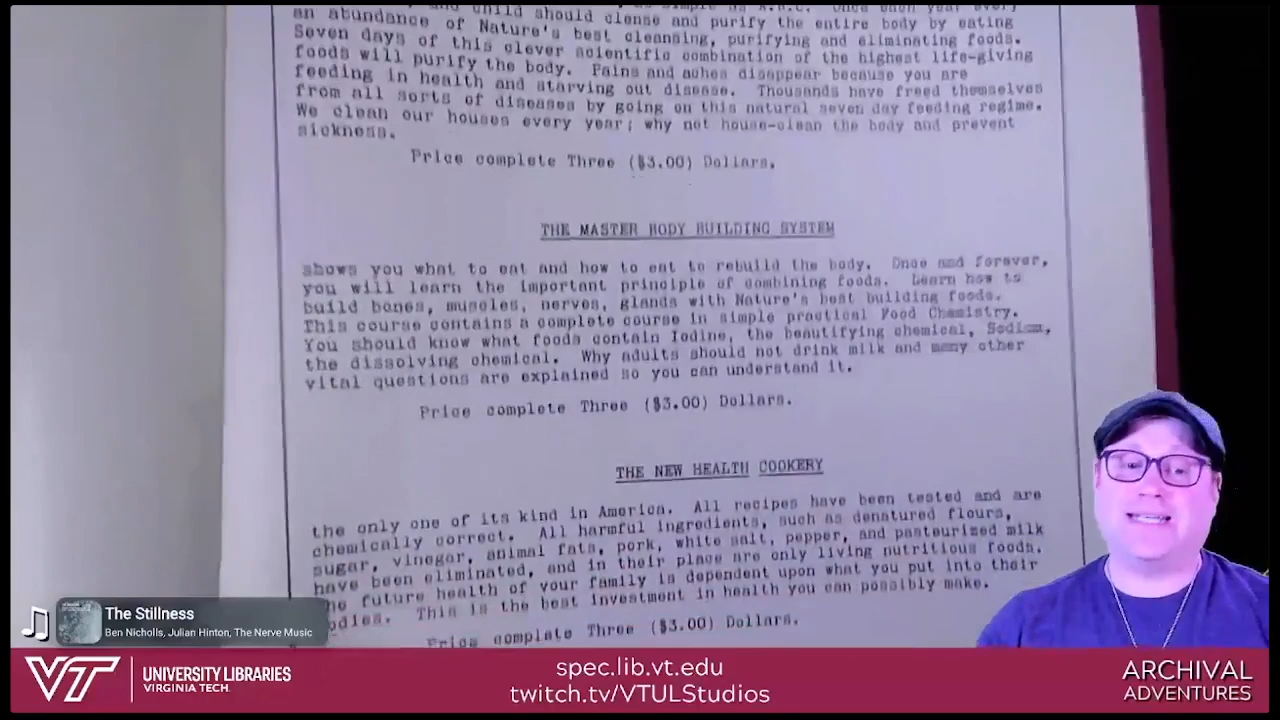 and child should clense and purify the entire body by eating
an abundance of Nature's best cleansing, purifying and eliminating foods.
Seven days of this clever scientific combination of the highest life-giving
foods will purify the body. Pains and aches disappear because you are
feeding in health and starving out disease. Thousands have freed themselves
from all sorts of diseases by going on this natural seven day feeding regime.
We clean our houses every year; why not house-clean the body and prevent
sickness.
Price complete Three ($3.00) Dollars.
THE MASTER BODY BUILDING SYSTEM
shows you what to eat and how to eat to rebuild the body. Once and forever,
you will learn the important principle of combining foods. Learn how to
build bones, muscles, nerves, glands with Nature's best building foods.
This course contains a complete course in simple practical Food Chemistry.
You should know what foods contain Iodine, the beautifying chemical, Sodium,
the dissolving chemical. Why adults should not drink milk and many other
vital questions are explained so you can understand it.
Price complete Three ($3.00) Dollars.
THE NEW HEALTH COOKERY
the only one of its kind in America. All recipes have been tested and are
chemically correct. All harmful ingredients, such as denatured flours,
sugar, vinegar, animal fats, pork, white salt, pepper, and pasteurized milk
have been eliminated, and in their place are only living nutritious foods.
The future health of your family is dependent upon what you put into their
bodies. This is the best investment in health you can possibly make.
Price complete Three ($3.00) Dollars.
The Stillness
Ben Nicholls, Julian Hinton, The Nerve Music
VT UNIVERSITY LIBRARIES
VIRGINIA TECH.
spec.lib.vt.edu
twitch.tv/VTULStudios
ARCHIVAL
ADVENTURES